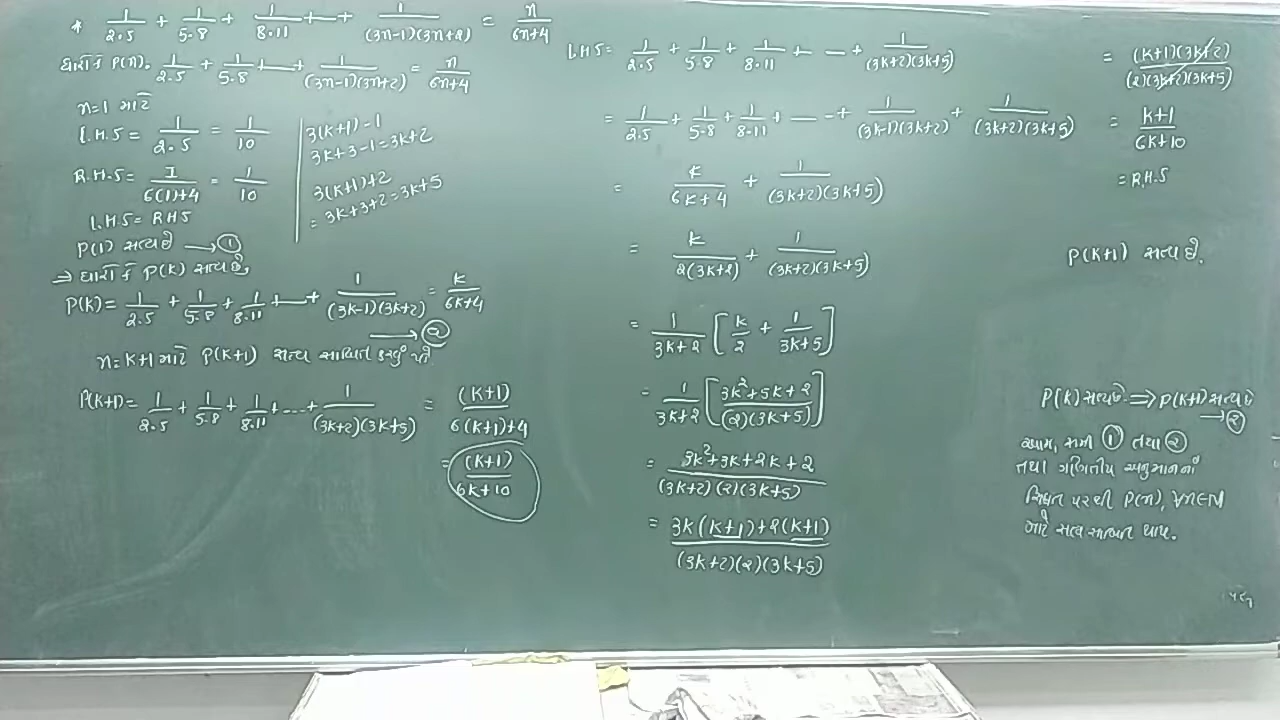 * 1/2.5 + 1/5.8 + 1/8.11 + — + 1/(3n-1)(3n+2) = n/6n+4
ધારો કે P(n). 1/2.5 + 1/5.8 + — + 1/(3n-1)(3n+2) = n/6n+4
n=1 માટે
L.H.S = 1/2.5 = 1/10
R.H.S = 1/6(1)+4 = 1/10
L.H.S = RHS
P(1) સત્ય છે → ①
⇒ ધારો કે P(k) સત્ય છે,
P(k) = 1/2.5 + 1/5.8 + 1/8.11 + — + 1/(3k-1)(3k+2) = k/6k+4
→ ②
n=k+1 માટે P(k+1) સત્ય સાબિત કરવું પડે
P(k+1) = 1/2.5 + 1/5.8 + 1/8.11 + .... + 1/(3k+2)(3k+5) = (k+1)/6(k+1)+4
= (k+1)/6k+10
3(k+1)-1
3k+3-1=3k+2
3(k+1)+2
= 3k+3+2=3k+5
L.H.S = 1/2.5 + 1/5.8 + 1/8.11 + — — + 1/(3k+2)(3k+5)
= 1/2.5 + 1/5.8 + 1/8.11 + — - + 1/(3k-1)(3k+2) + 1/(3k+2)(3k+5)
= k/6k+4 + 1/(3k+2)(3k+5)
= k/2(3k+2) + 1/(3k+2)(3k+5)
= 1/3k+2 [k/2 + 1/3k+5]
= 1/3k+2 [3k²+5k+2/(2)(3k+5)]
= 3k²+3k+2k+2/(3k+2)(2)(3k+5)
= 3k(k+1)+2(k+1)/(3k+2)(2)(3k+5)
= (k+1)(3k+2)/(2)(3k+2)(3k+5)
= k+1/6k+10
= R.H.S
P(k+1) સત્ય છે.
P(k) સત્ય છે. ⇒ P(k+1) સત્ય છે
→ ②
આમ, સમી ① તથા ②
તથા ગણિતીય અનુમાનના
સિદ્ધાંત પરથી P(n), ∀n∈N
માટે સત્ય સાબિત થાય.